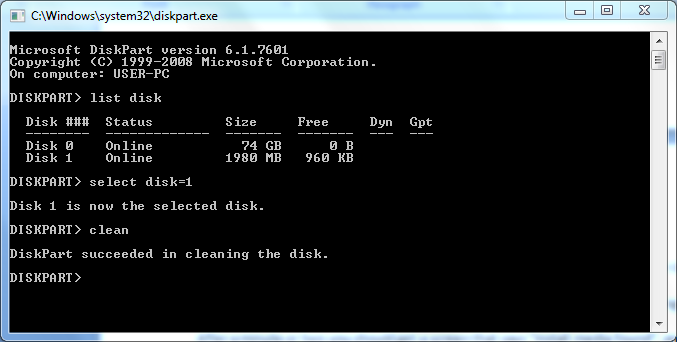 C:\Windows\system32\diskpart.exe
Microsoft DiskPart version 6.1.7601
Copyright (C) 1999-2008 Microsoft Corporation.
On computer: USER-PC
DISKPART> list disk
Disk ### Status Size Free Dyn Gpt
-------- ------------- ------- ------- --- ---
Disk 0 Online 74 GB 0 B
Disk 1 Online 1980 MB 960 KB
DISKPART> select disk=1
Disk 1 is now the selected disk.
DISKPART> clean
DiskPart succeeded in cleaning the disk.
DISKPART>